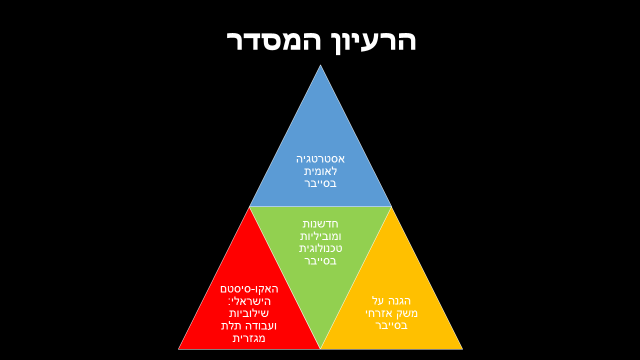 הרעיון המסדר
אסטרטגיה
לאומית
בסייבר
חדשנות
ומוביליות
טכנולוגית
בסייבר
האקו-סיסטם
הישראלי:
שילוביות
ועבודה תלת
מגזרית
הגנה על
משק אזרחי
בסייבר